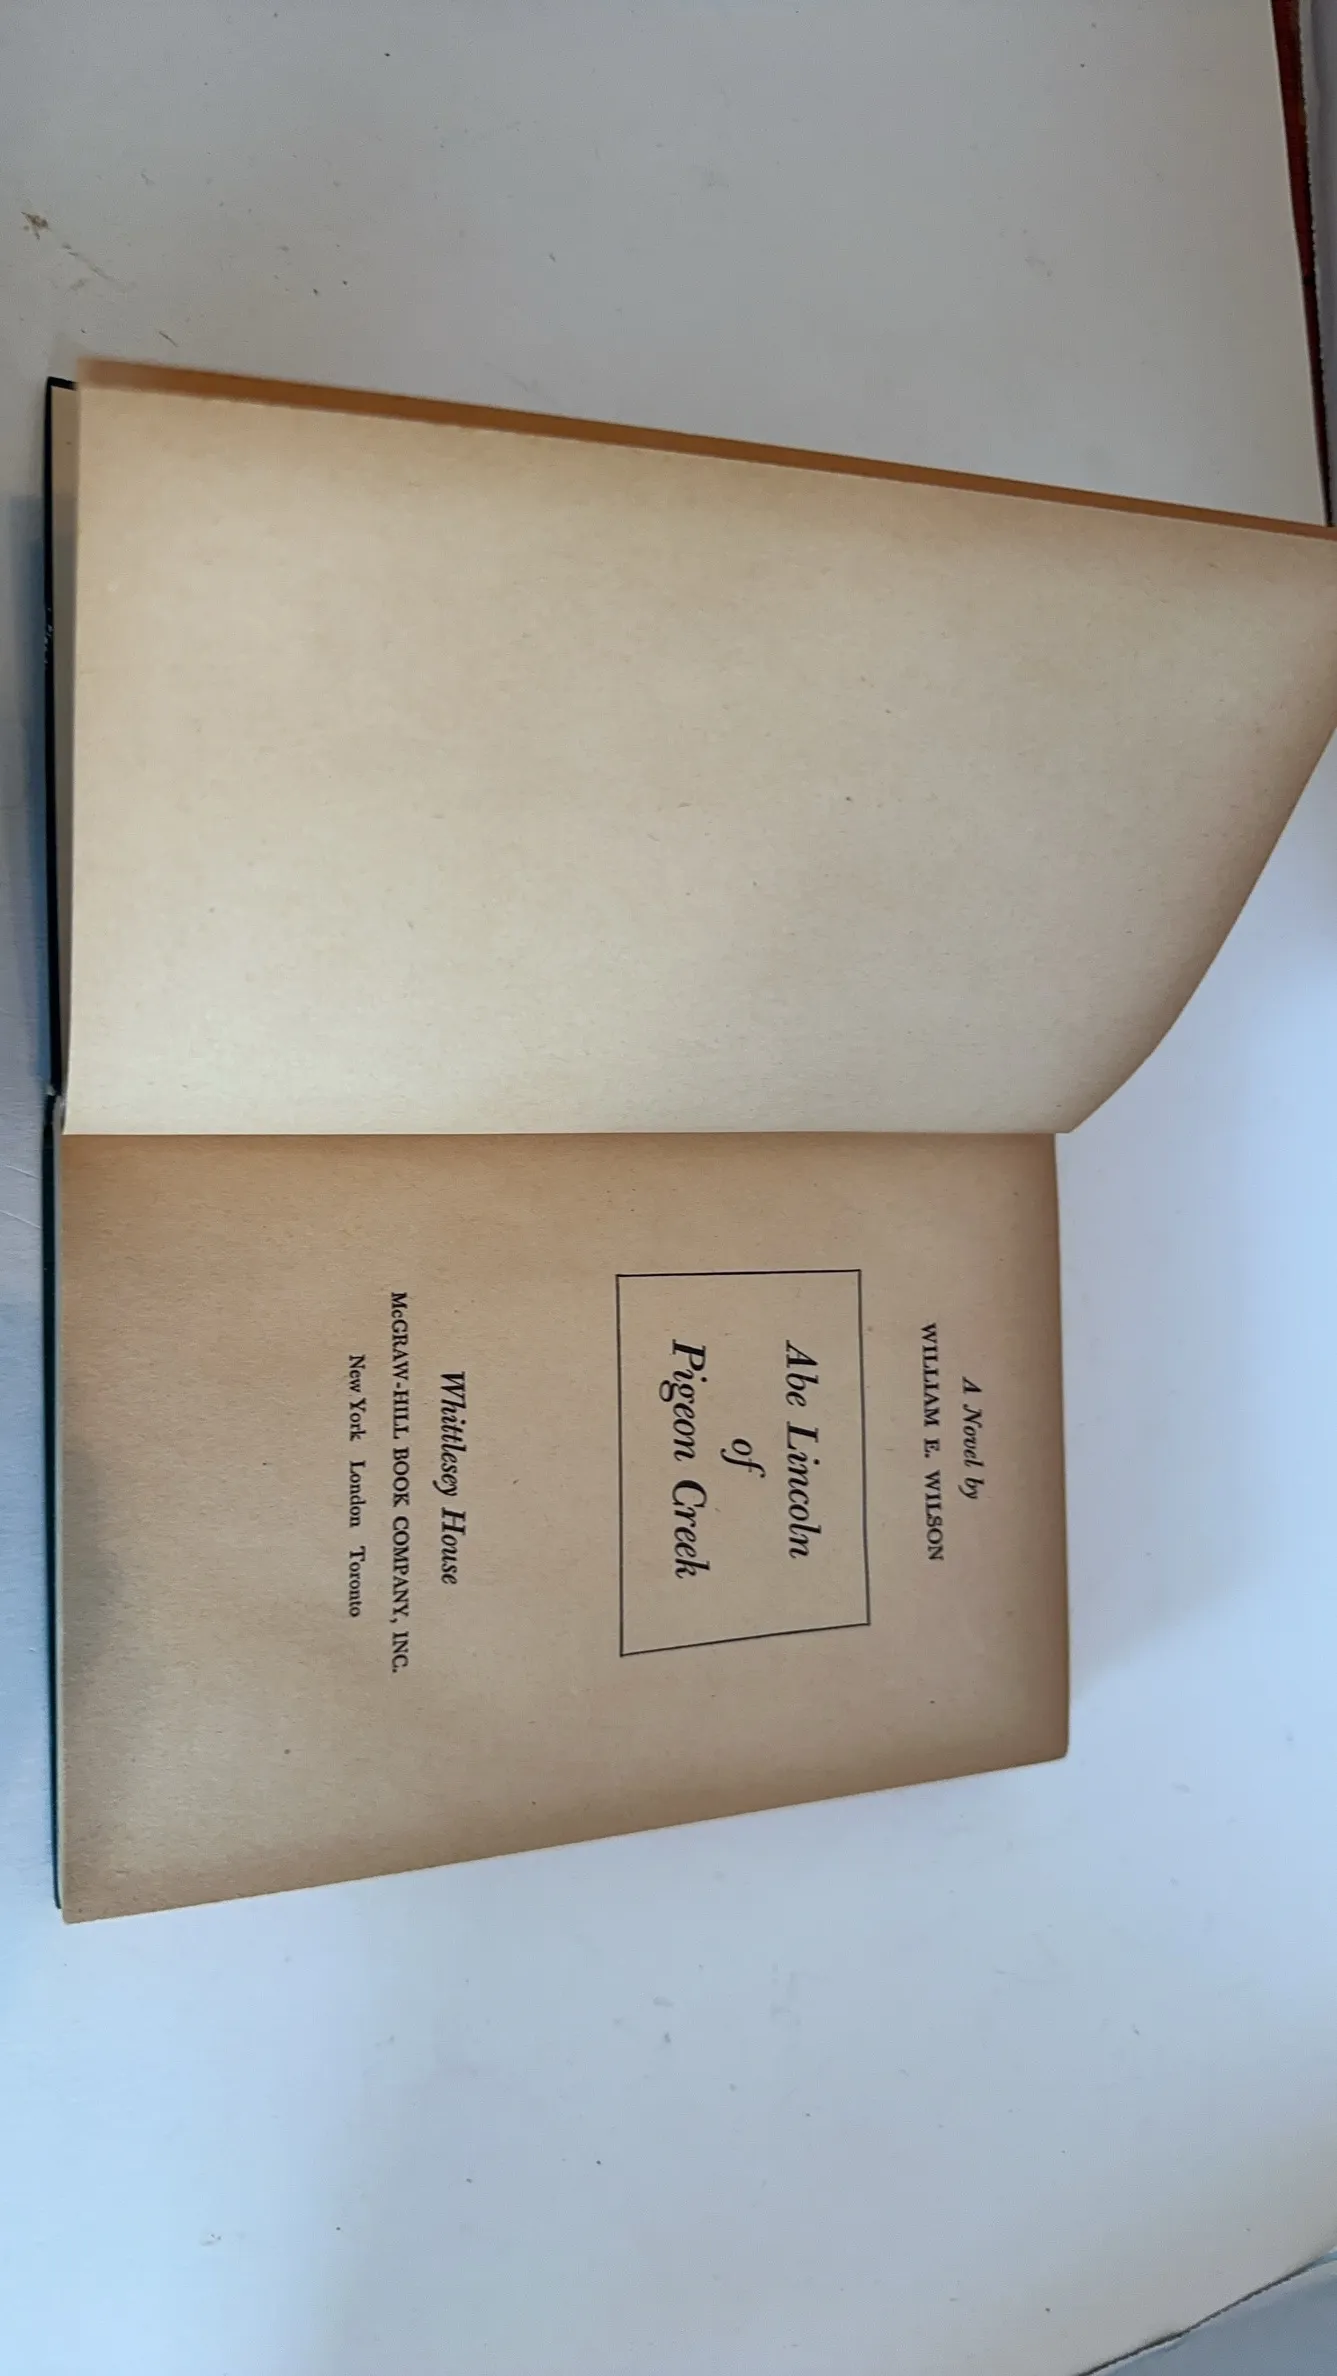 A Novel by
WILLIAM E. WILSON
Abe Lincoln
of
Pigeon Creek
Whittlesey House
McGRAW-HILL BOOK COMPANY, INC.
New York London Toronto